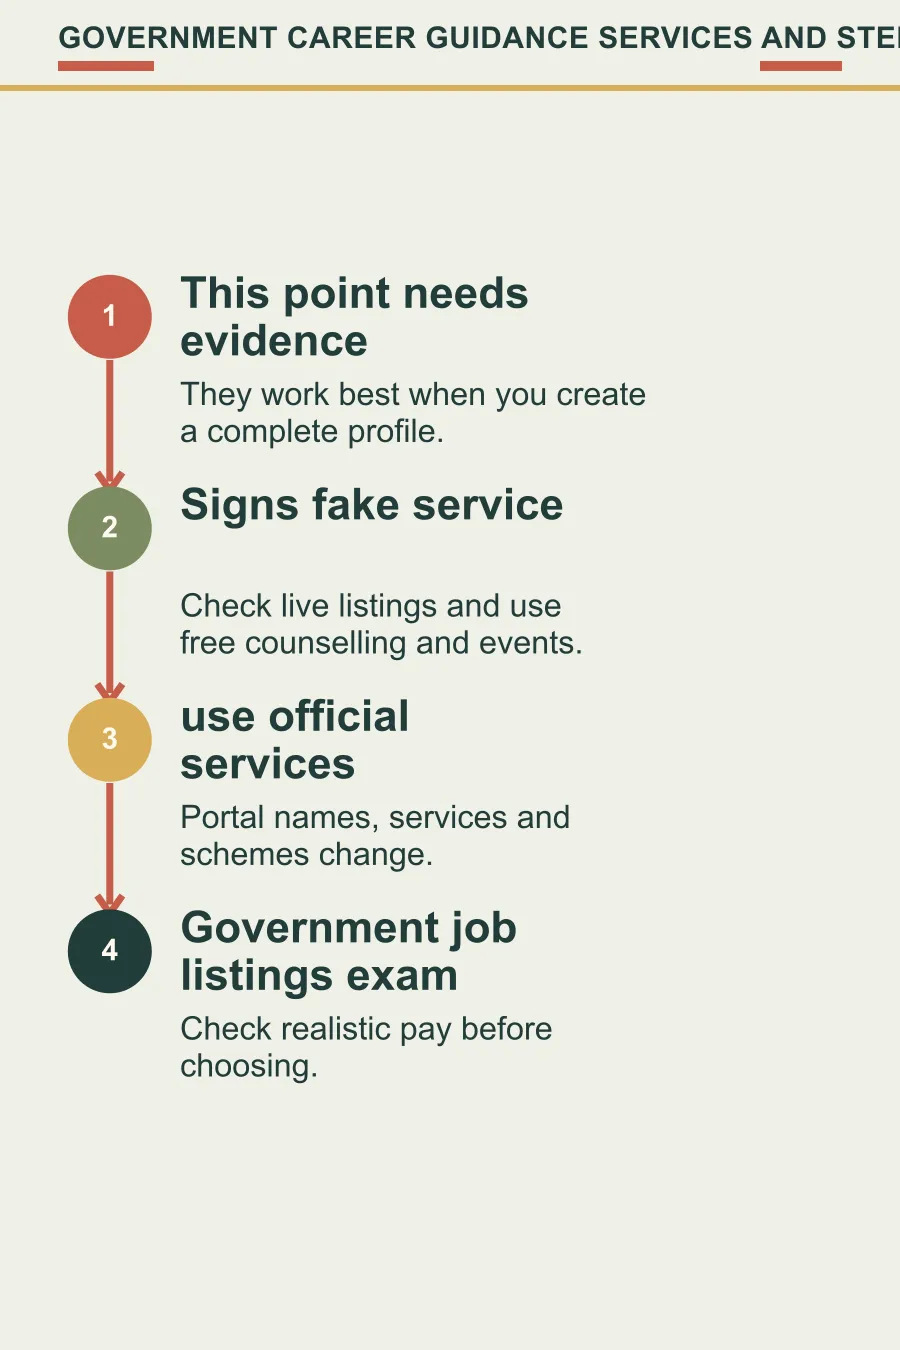 GOVERNMENT CAREER GUIDANCE SERVICES AND
1
This point needs
evidence
They work best when you create
a complete profile.
2
Signs fake service
Check live listings and use
free counselling and events.
3
use official
services
Portal names, services and
schemes change.
4
Government job
listings exam
Check realistic pay before
choosing.